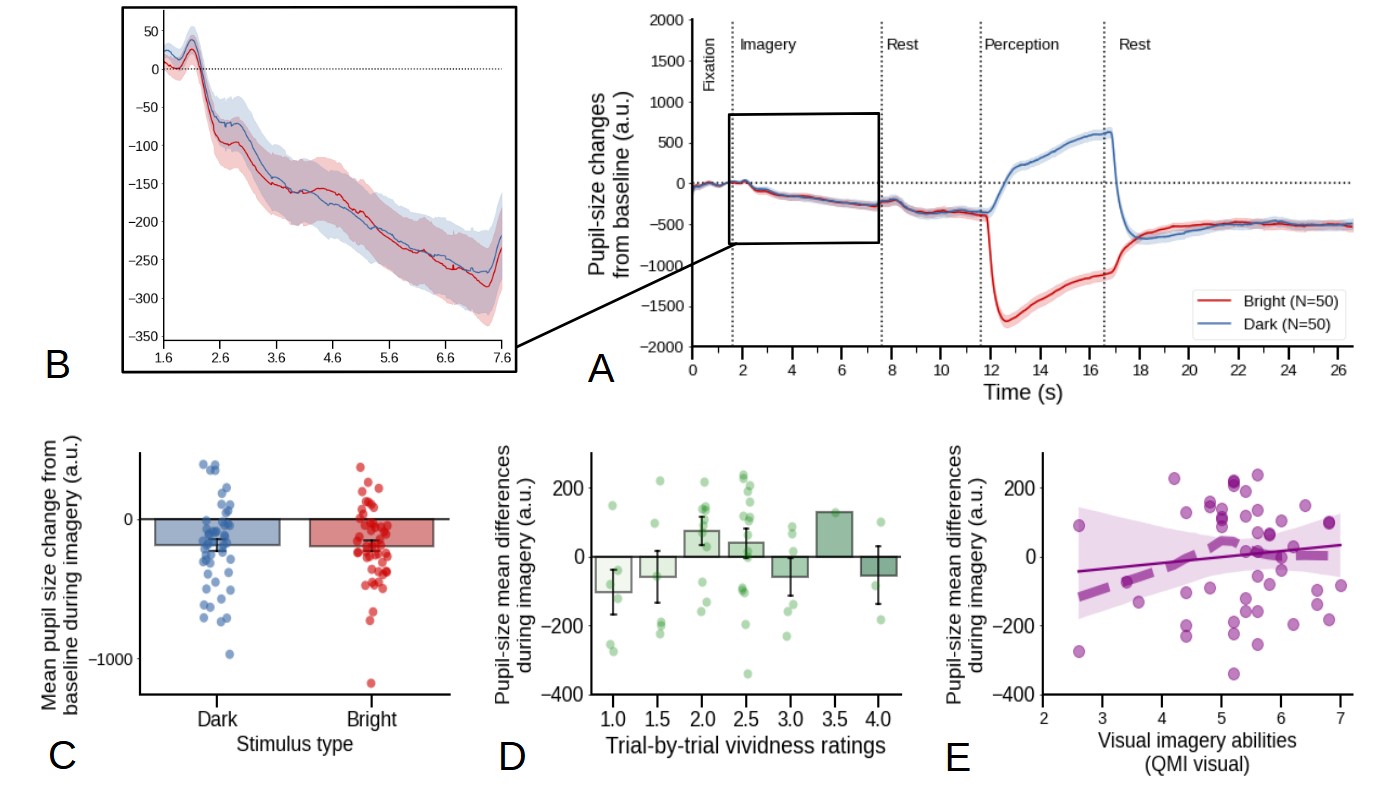 50
0
−50
−100
−150
−200
−250
−300
−350
1.6
2.6
3.6
4.6
5.6
6.6
7.6
B
Pupil-size changes
from baseline (a.u.)
2000
1500
1000
500
0
−500
−1000
−1500
−2000
Fixation
Imagery
Rest
Perception
Rest
Bright (N=50)
Dark (N=50)
0
2
4
6
8
10
12
14
16
18
20
22
24
26
Time (s)
A
Mean pupil size change from
baseline during imagery (a.u.)
0
−1000
Dark
Bright
Stimulus type
C
Pupil-size mean differences
during imagery (a.u.)
200
0
−200
−400
1.0
1.5
2.0
2.5
3.0
3.5
4.0
Trial-by-trial vividness ratings
D
Pupil-size mean differences
during imagery (a.u.)
200
0
−200
−400
2
3
4
5
6
7
Visual imagery abilities
(QMI visual)
E